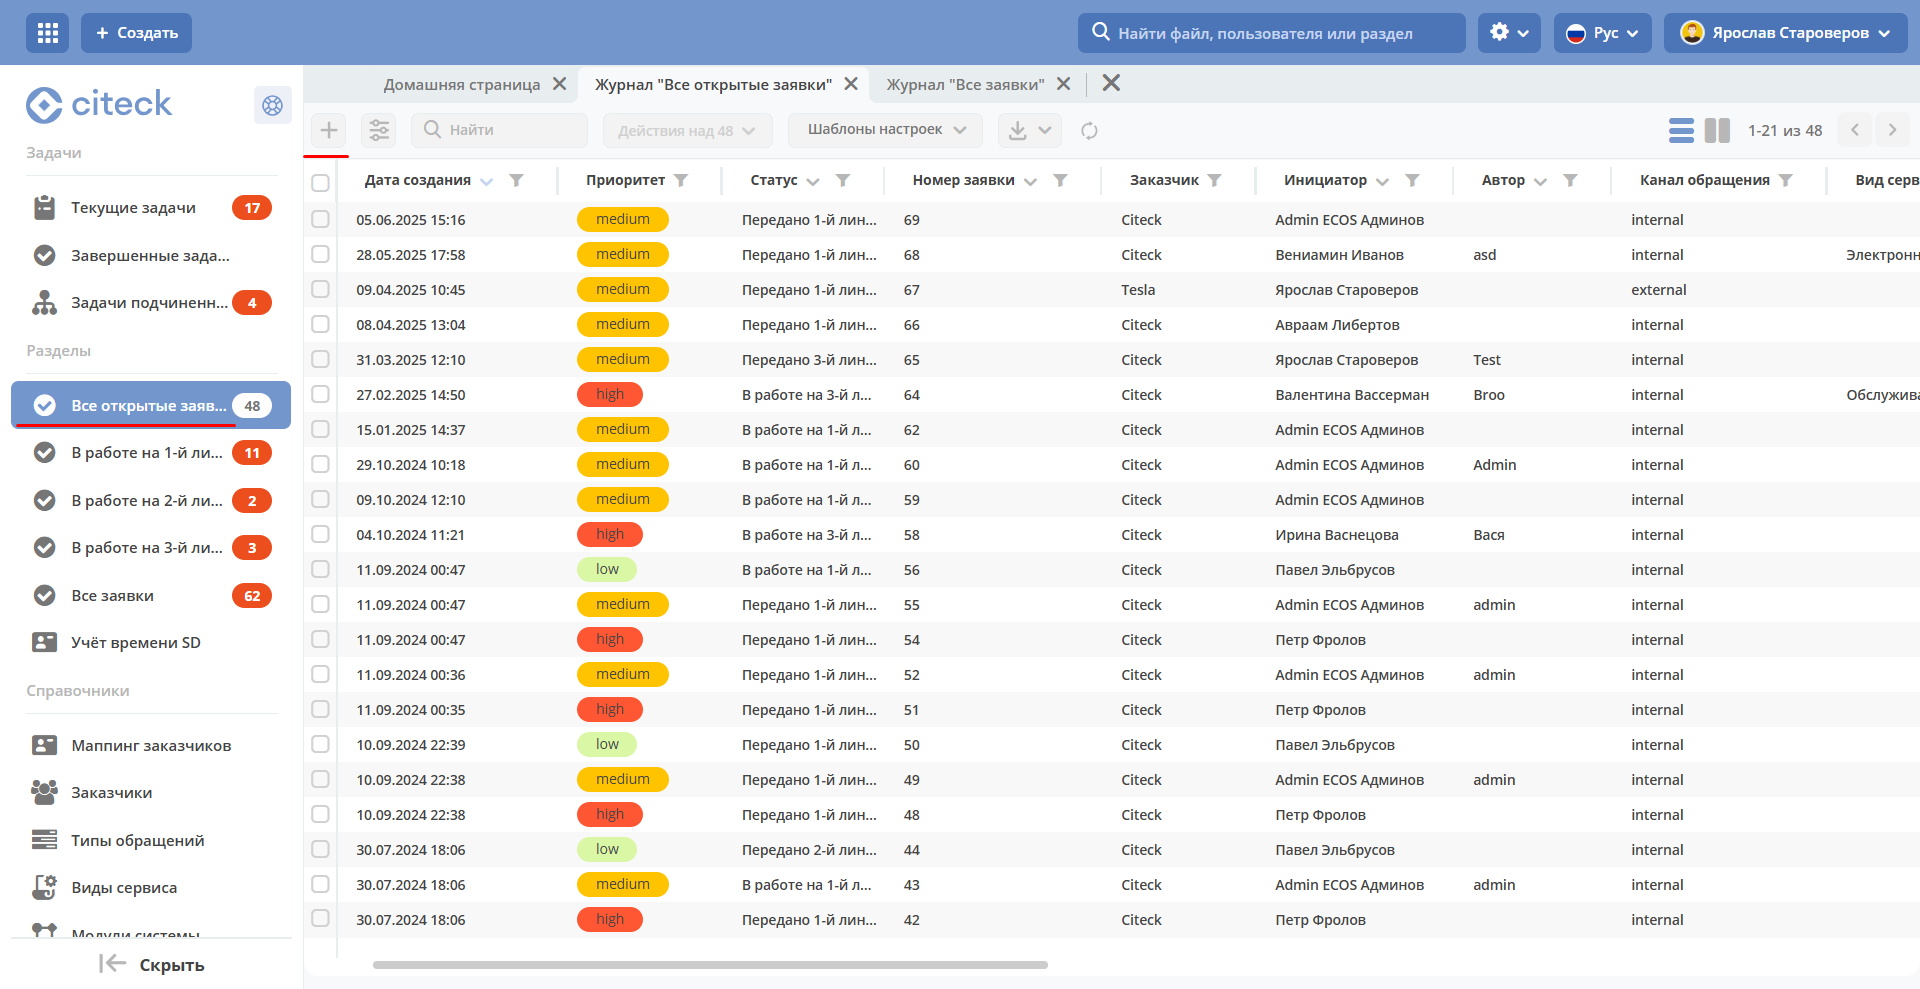 Создать
Найти файл, пользователя или раздел
Рус
Ярослав Староверов
citeck
Домашняя страница
Журнал "Все открытые заявки"
Журнал "Все заявки"
Найти
Действия над 48
Шаблоны настроек
1-21 из 48
Задачи
Текущие задачи 17
Завершенные зада...
Задачи подчиненн... 4
Разделы
Все открытые заяв... 48
В работе на 1-й ли... 11
В работе на 2-й ли... 2
В работе на 3-й ли... 3
Все заявки 62
Учёт времени SD
Справочники
Маппинг заказчиков
Заказчики
Типы обращений
Виды сервиса
Модули системы
Скрыть
Дата создания Приоритет Статус Номер заявки Заказчик Инициатор Автор Канал обращения Вид серв
05.06.2025 15:16 medium Передано 1-й лин... 69 Citeck Admin ECOS Админов internal
28.05.2025 17:58 medium Передано 1-й лин... 68 Citeck Вениамин Иванов asd internal Электронн
09.04.2025 10:45 medium Передано 1-й лин... 67 Tesla Ярослав Староверов external
08.04.2025 13:04 medium Передано 1-й лин... 66 Citeck Авраам Либертов internal
31.03.2025 12:10 medium Передано 3-й лин... 65 Citeck Ярослав Староверов Test internal
27.02.2025 14:50 high В работе на 3-й л... 64 Citeck Валентина Вассерман Broo internal Обслужива
15.01.2025 14:37 medium В работе на 1-й л... 62 Citeck Admin ECOS Админов internal
29.10.2024 10:18 medium В работе на 1-й л... 60 Citeck Admin ECOS Админов Admin internal
09.10.2024 12:10 medium В работе на 1-й л... 59 Citeck Admin ECOS Админов internal
04.10.2024 11:21 high В работе на 3-й л... 58 Citeck Ирина Васнецова Вася internal
11.09.2024 00:47 low В работе на 1-й л... 56 Citeck Павел Эльбрусов internal
11.09.2024 00:47 medium Передано 1-й лин... 55 Citeck Admin ECOS Админов admin internal
11.09.2024 00:47 high Передано 1-й лин... 54 Citeck Петр Фролов internal
11.09.2024 00:36 medium Передано 1-й лин... 52 Citeck Admin ECOS Админов admin internal
11.09.2024 00:35 high Передано 1-й лин... 51 Citeck Петр Фролов internal
10.09.2024 22:39 low Передано 1-й лин... 50 Citeck Павел Эльбрусов internal
10.09.2024 22:38 medium Передано 1-й лин... 49 Citeck Admin ECOS Админов admin internal
10.09.2024 22:38 high Передано 1-й лин... 48 Citeck Петр Фролов internal
30.07.2024 18:06 low Передано 2-й лин... 44 Citeck Павел Эльбрусов internal
30.07.2024 18:06 medium В работе на 1-й л... 43 Citeck Admin ECOS Админов admin internal
30.07.2024 18:06 high Передано 1-й лин... 42 Citeck Петр Фролов internal